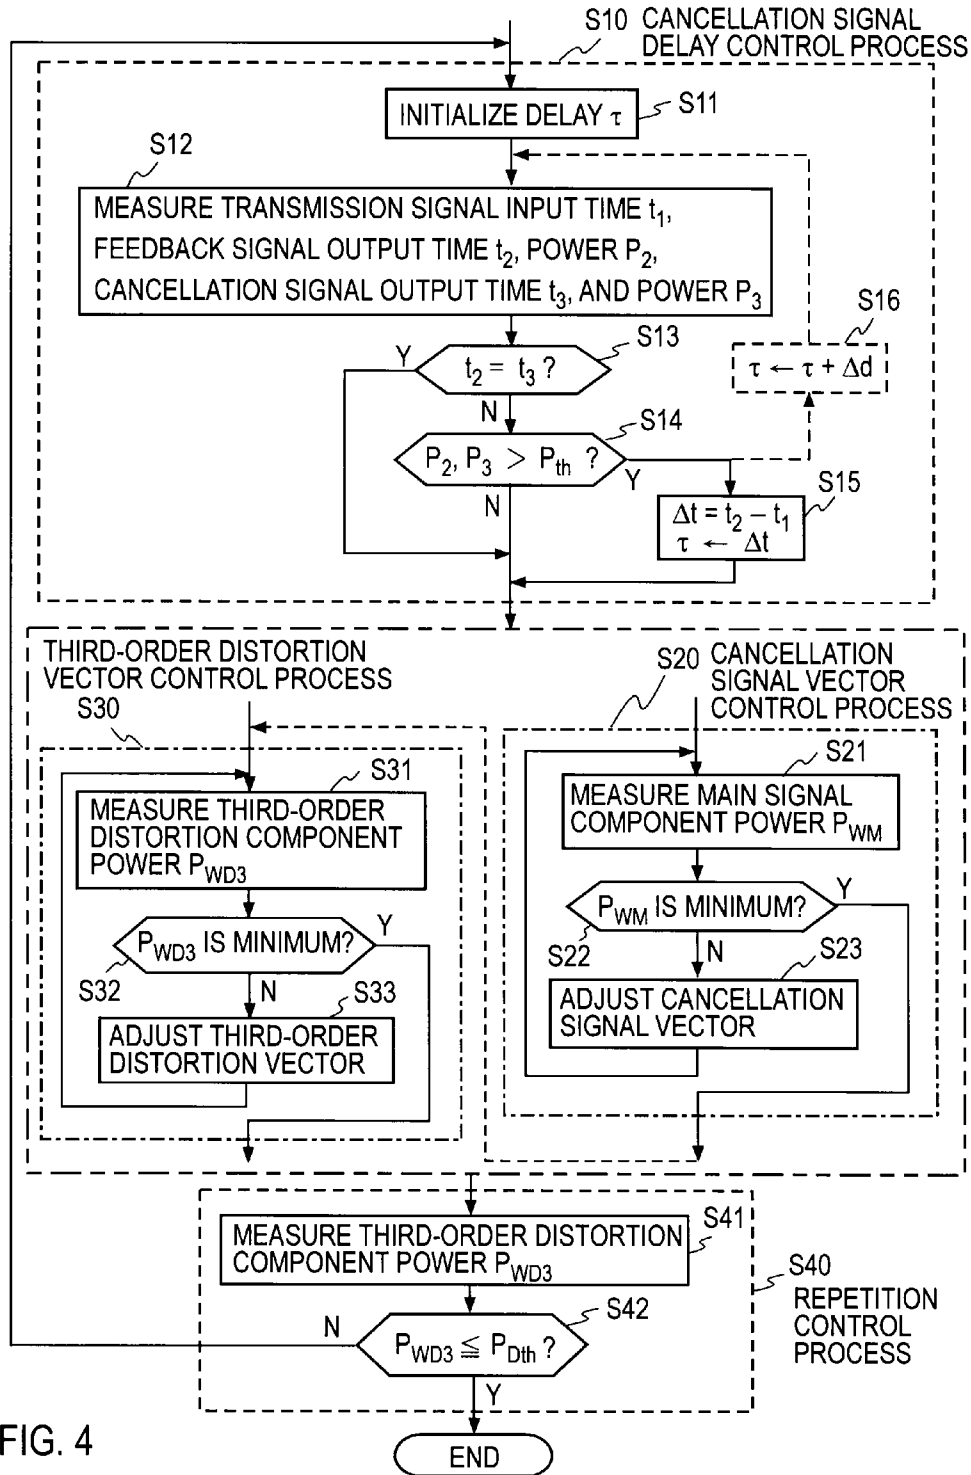 S10 CANCELLATION SIGNAL
DELAY CONTROL PROCESS
INITIALIZE DELAY τ
S11
S12
MEASURE TRANSMISSION SIGNAL INPUT TIME t1,
FEEDBACK SIGNAL OUTPUT TIME t2, POWER P2,
CANCELLATION SIGNAL OUTPUT TIME t3, AND POWER P3
S13
Y
t2 = t3 ?
N
S16
τ ← τ + Δd
S14
P2, P3 > Pth ?
Y
N
S15
Δt = t2 – t1
τ ← Δt
THIRD-ORDER DISTORTION
VECTOR CONTROL PROCESS
S30
S31
MEASURE THIRD-ORDER
DISTORTION COMPONENT
POWER PWD3
PWD3 IS MINIMUM?
Y
S32
N
S33
ADJUST THIRD-ORDER
DISTORTION VECTOR
S20 CANCELLATION
SIGNAL VECTOR
CONTROL PROCESS
S21
MEASURE MAIN SIGNAL
COMPONENT POWER PWM
PWM IS MINIMUM?
Y
S22
N
S23
ADJUST CANCELLATION
SIGNAL VECTOR
S41
MEASURE THIRD-ORDER DISTORTION
COMPONENT POWER PWD3
S40
REPETITION
CONTROL
PROCESS
S42
N
PWD3 ≦ PDth ?
Y
END
FIG. 4